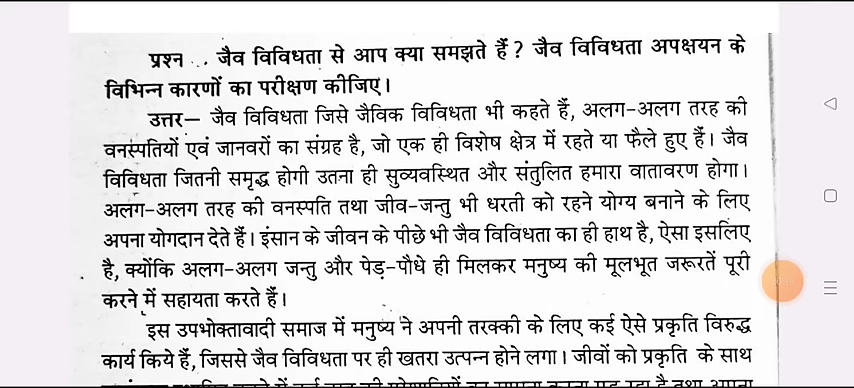 प्रश्न ... जैव विविधता से आप क्या समझते हैं ? जैव विविधता अपक्षयन के
विभिन्न कारणों का परीक्षण कीजिए।
उत्तर— जैव विविधता जिसे जैविक विविधता भी कहते हैं, अलग-अलग तरह की
वनस्पतियों एवं जानवरों का संग्रह है, जो एक ही विशेष क्षेत्र में रहते या फैले हुए हैं। जैव
विविधता जितनी समृद्ध होगी उतना ही सुव्यवस्थित और संतुलित हमारा वातावरण होगा।
अलग-अलग तरह की वनस्पति तथा जीव-जन्तु भी धरती को रहने योग्य बनाने के लिए
अपना योगदान देते हैं। इंसान के जीवन के पीछे भी जैव विविधता का ही हाथ है, ऐसा इसलिए
है, क्योंकि अलग-अलग जन्तु और पेड़-पौधे ही मिलकर मनुष्य की मूलभूत जरूरतें पूरी
करने में सहायता करते हैं।
इस उपभोक्तावादी समाज में मनुष्य ने अपनी तरक्की के लिए कई ऐसे प्रकृति विरुद्ध
कार्य किये हैं, जिससे जैव विविधता पर ही खतरा उत्पन्न होने लगा। जीवों को प्रकृति के साथ